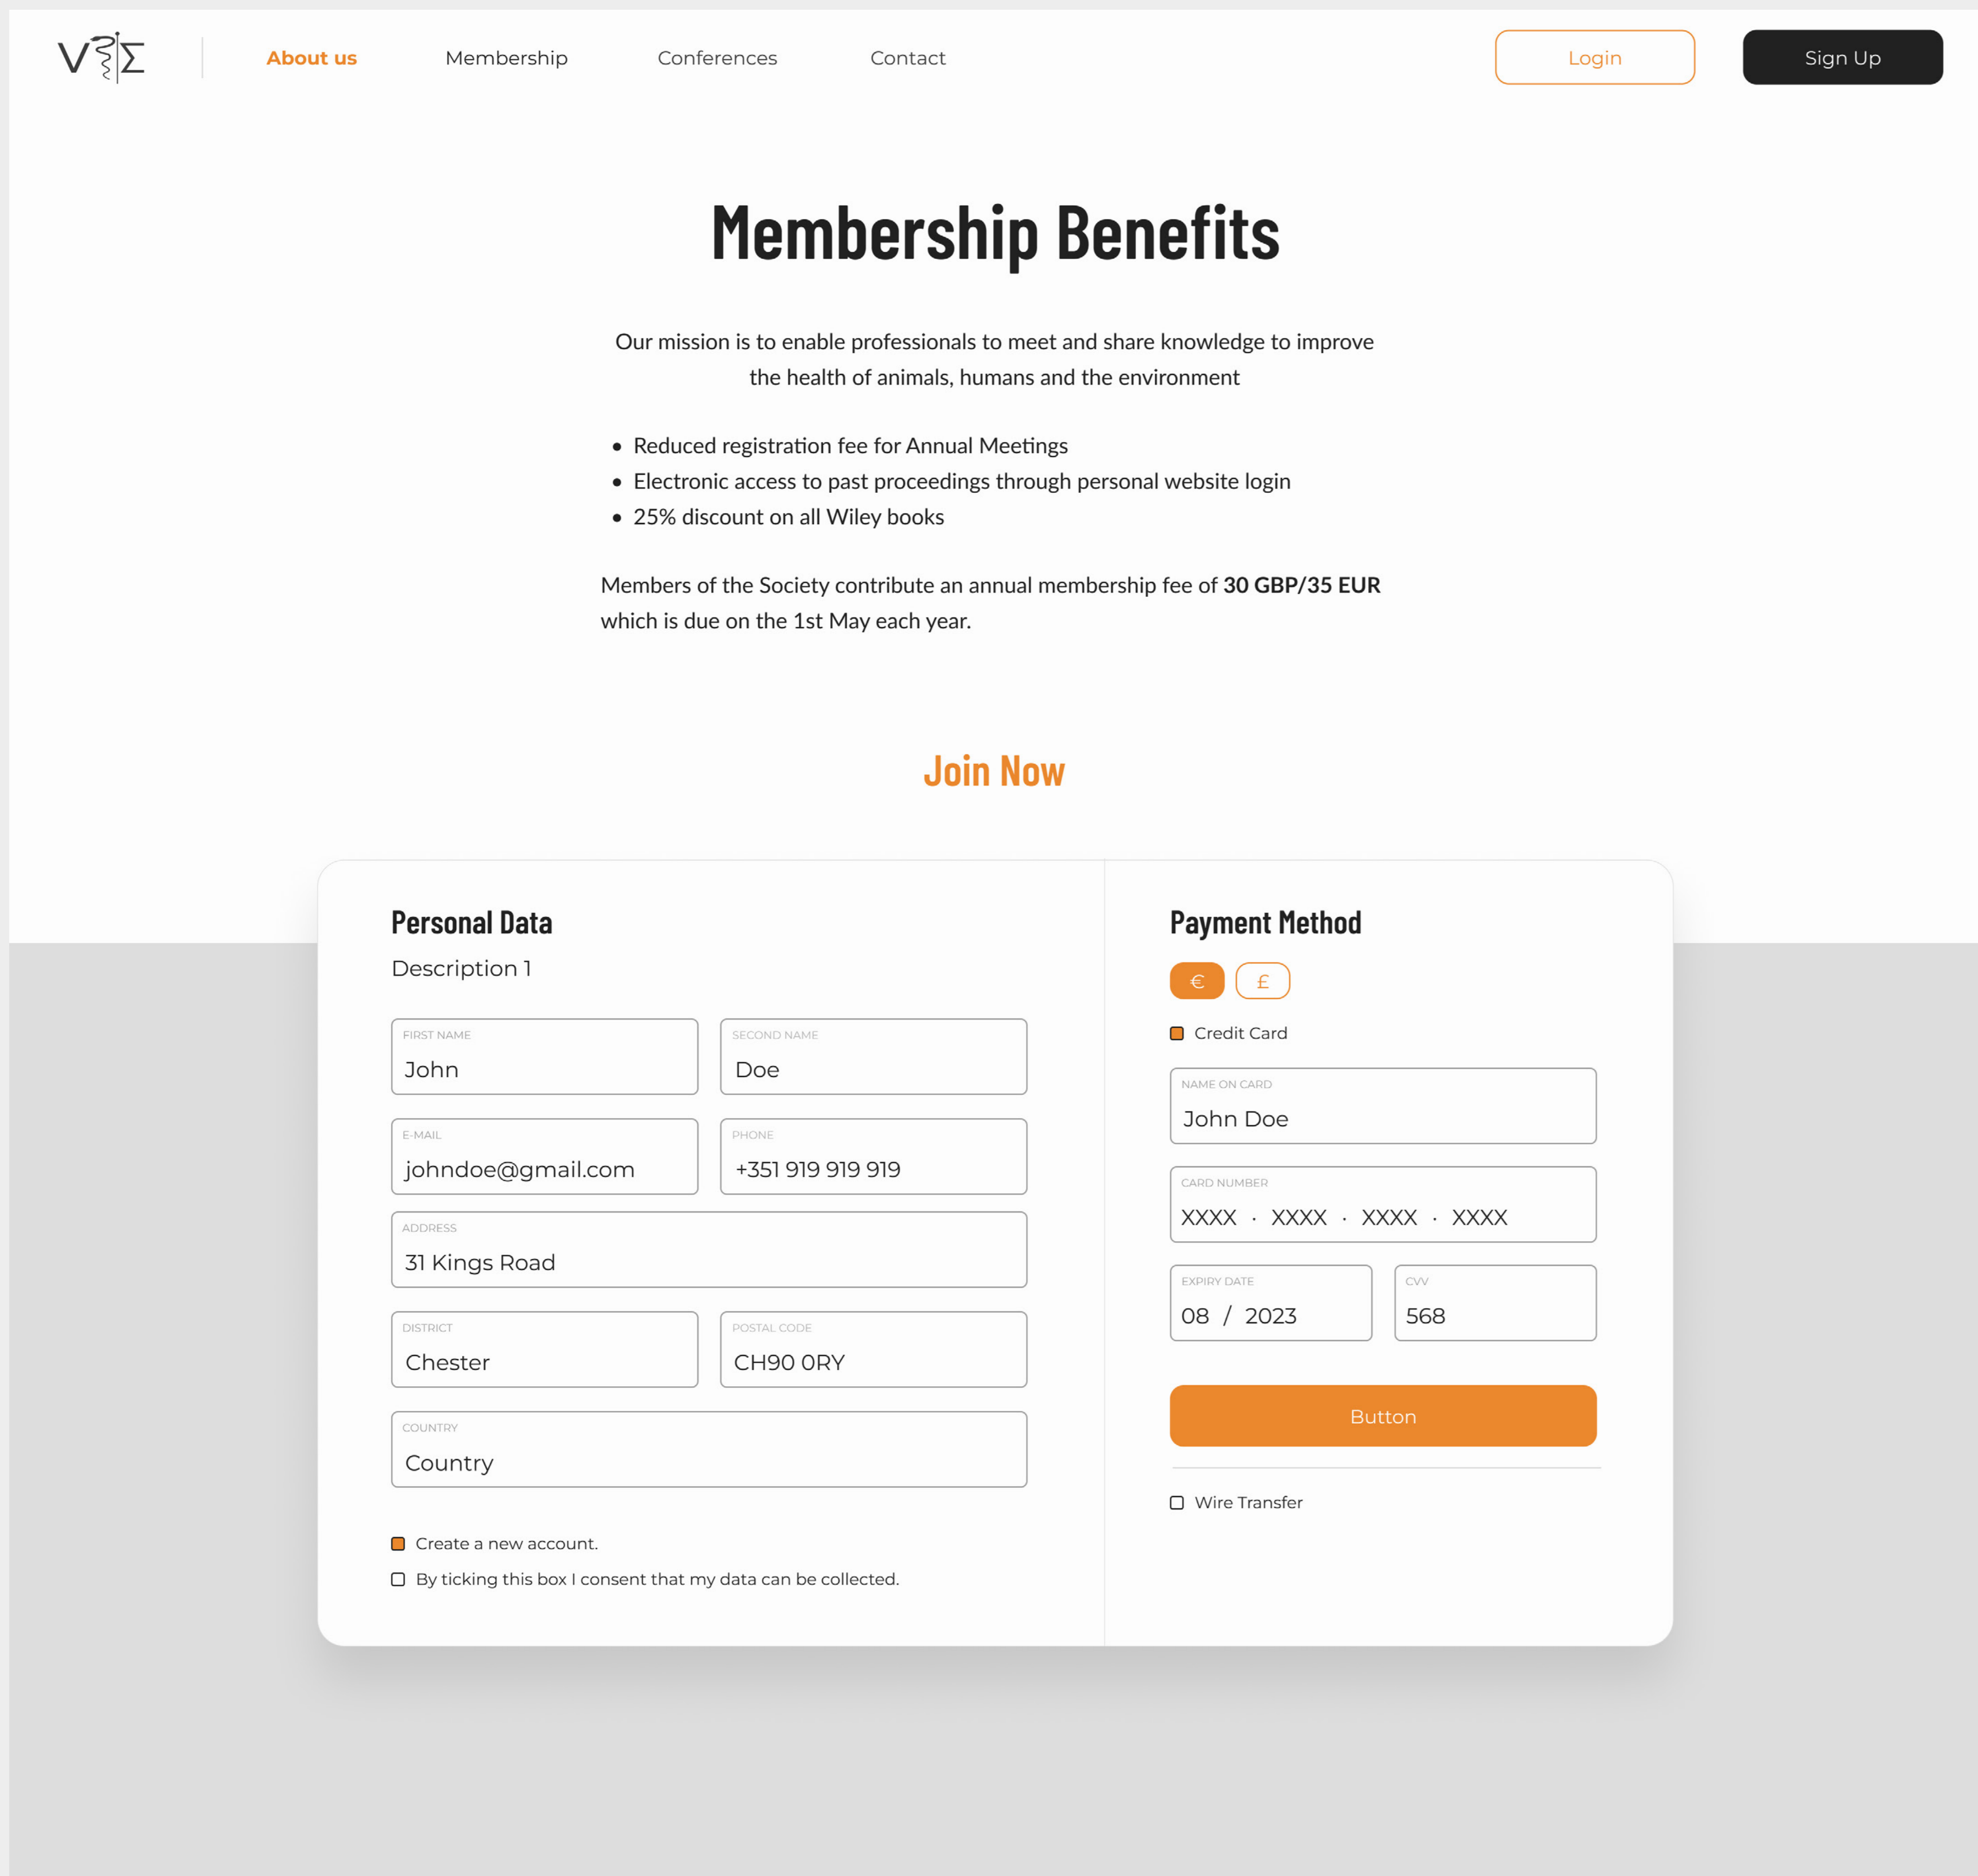 VΣ
About us
Membership
Conferences
Contact
Login
Sign Up
Membership Benefits
Our mission is to enable professionals to meet and share knowledge to improve
the health of animals, humans and the environment
• Reduced registration fee for Annual Meetings
• Electronic access to past proceedings through personal website login
• 25% discount on all Wiley books
Members of the Society contribute an annual membership fee of 30 GBP/35 EUR
which is due on the 1st May each year.
Join Now
Personal Data
Description 1
FIRST NAME
John
SECOND NAME
Doe
E-MAIL
johndoe@gmail.com
PHONE
+351 919 919 919
ADDRESS
31 Kings Road
DISTRICT
Chester
POSTAL CODE
CH90 0RY
COUNTRY
Country
Create a new account.
By ticking this box I consent that my data can be collected.
Payment Method
€
£
Credit Card
NAME ON CARD
John Doe
CARD NUMBER
XXXX · XXXX · XXXX · XXXX
EXPIRY DATE
08 / 2023
CVV
568
Button
Wire Transfer